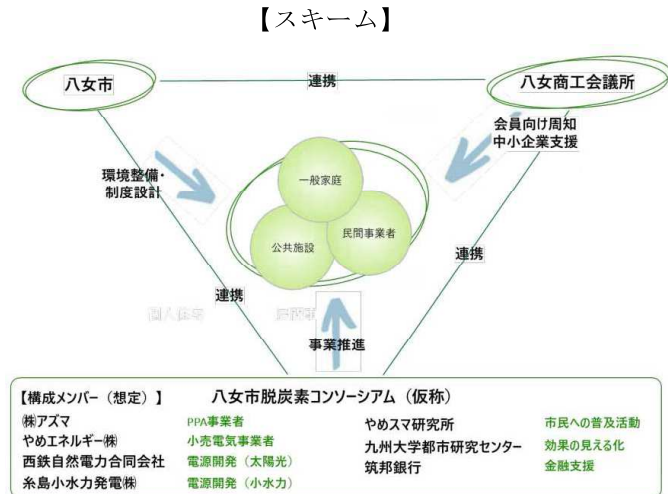 【スキーム】
八女市
連携
八女商工会議所
会員向け周知
中小企業支援
環境整備・
制度設計
一般家庭
公共施設
民間事業者
連携
連携
個人住宅
事業推進
【構成メンバー（想定）】 八女市脱炭素コンソーシアム（仮称）
㈱アズマ PPA事業者 やめスマ研究所 市民への普及活動
やめエネルギー㈱ 小売電気事業者 九州大学都市研究センター 効果の見える化
西鉄自然電力合同会社 電源開発（太陽光） 筑邦銀行 金融支援
糸島小水力発電㈱ 電源開発（小水力）